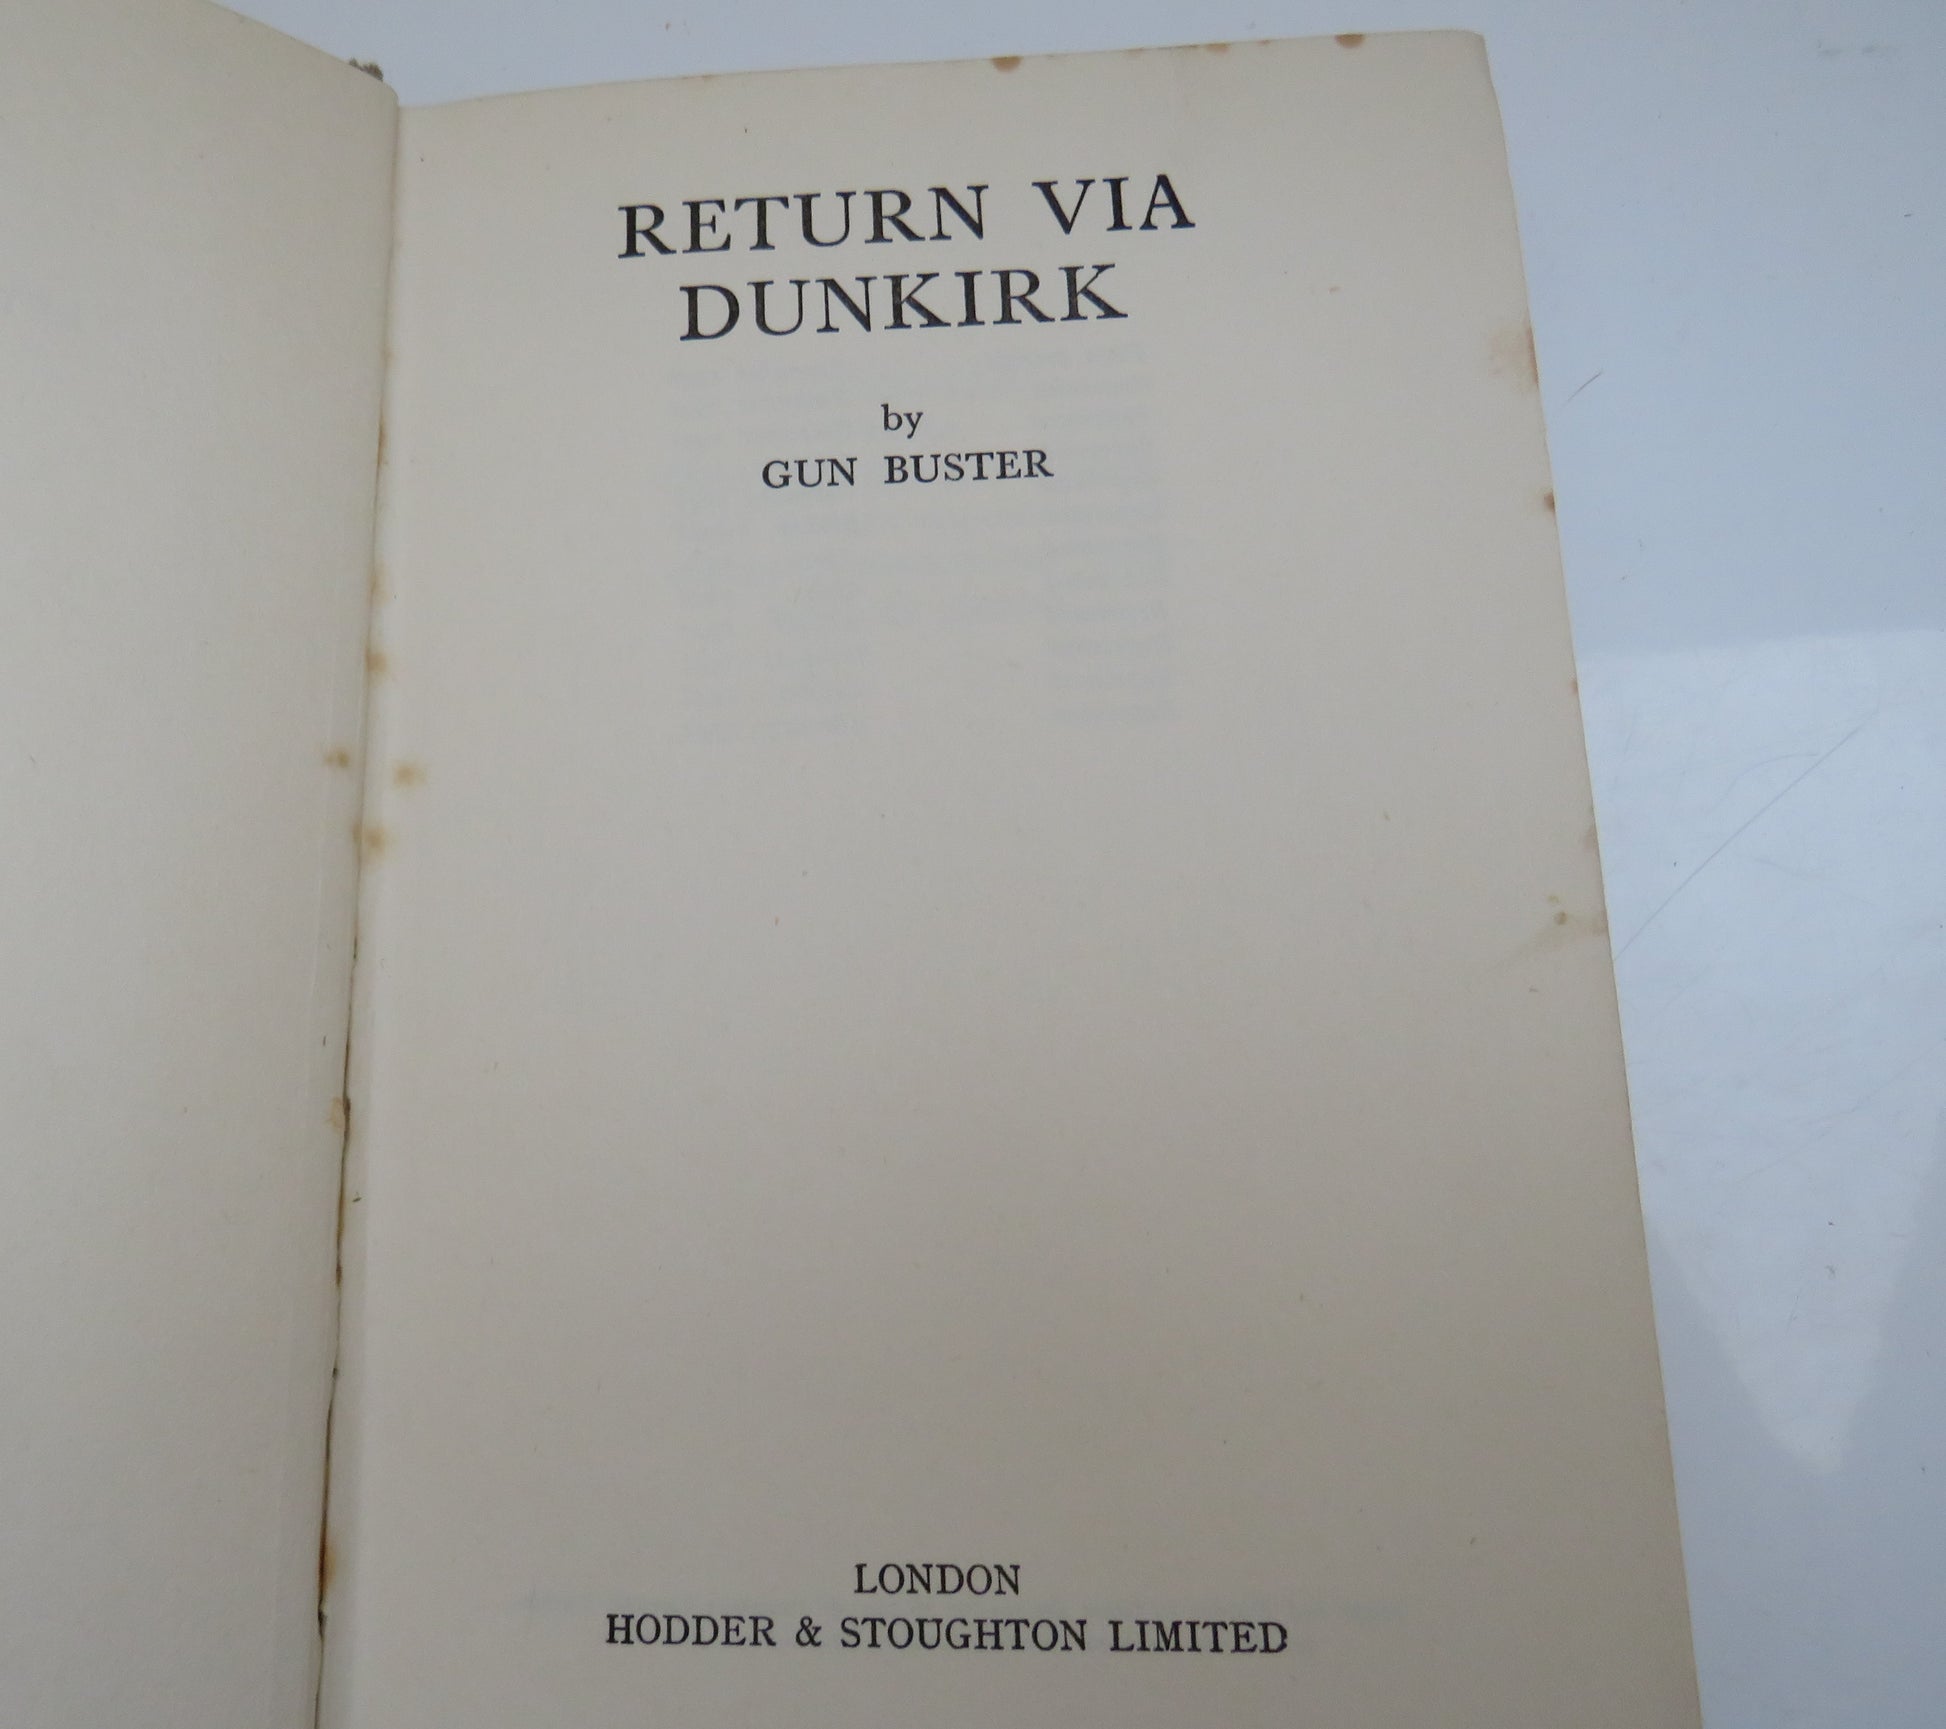 RETURN VIA
DUNKIRK
by
GUN BUSTER
LONDON
HODDER & STOUGHTON LIMITED